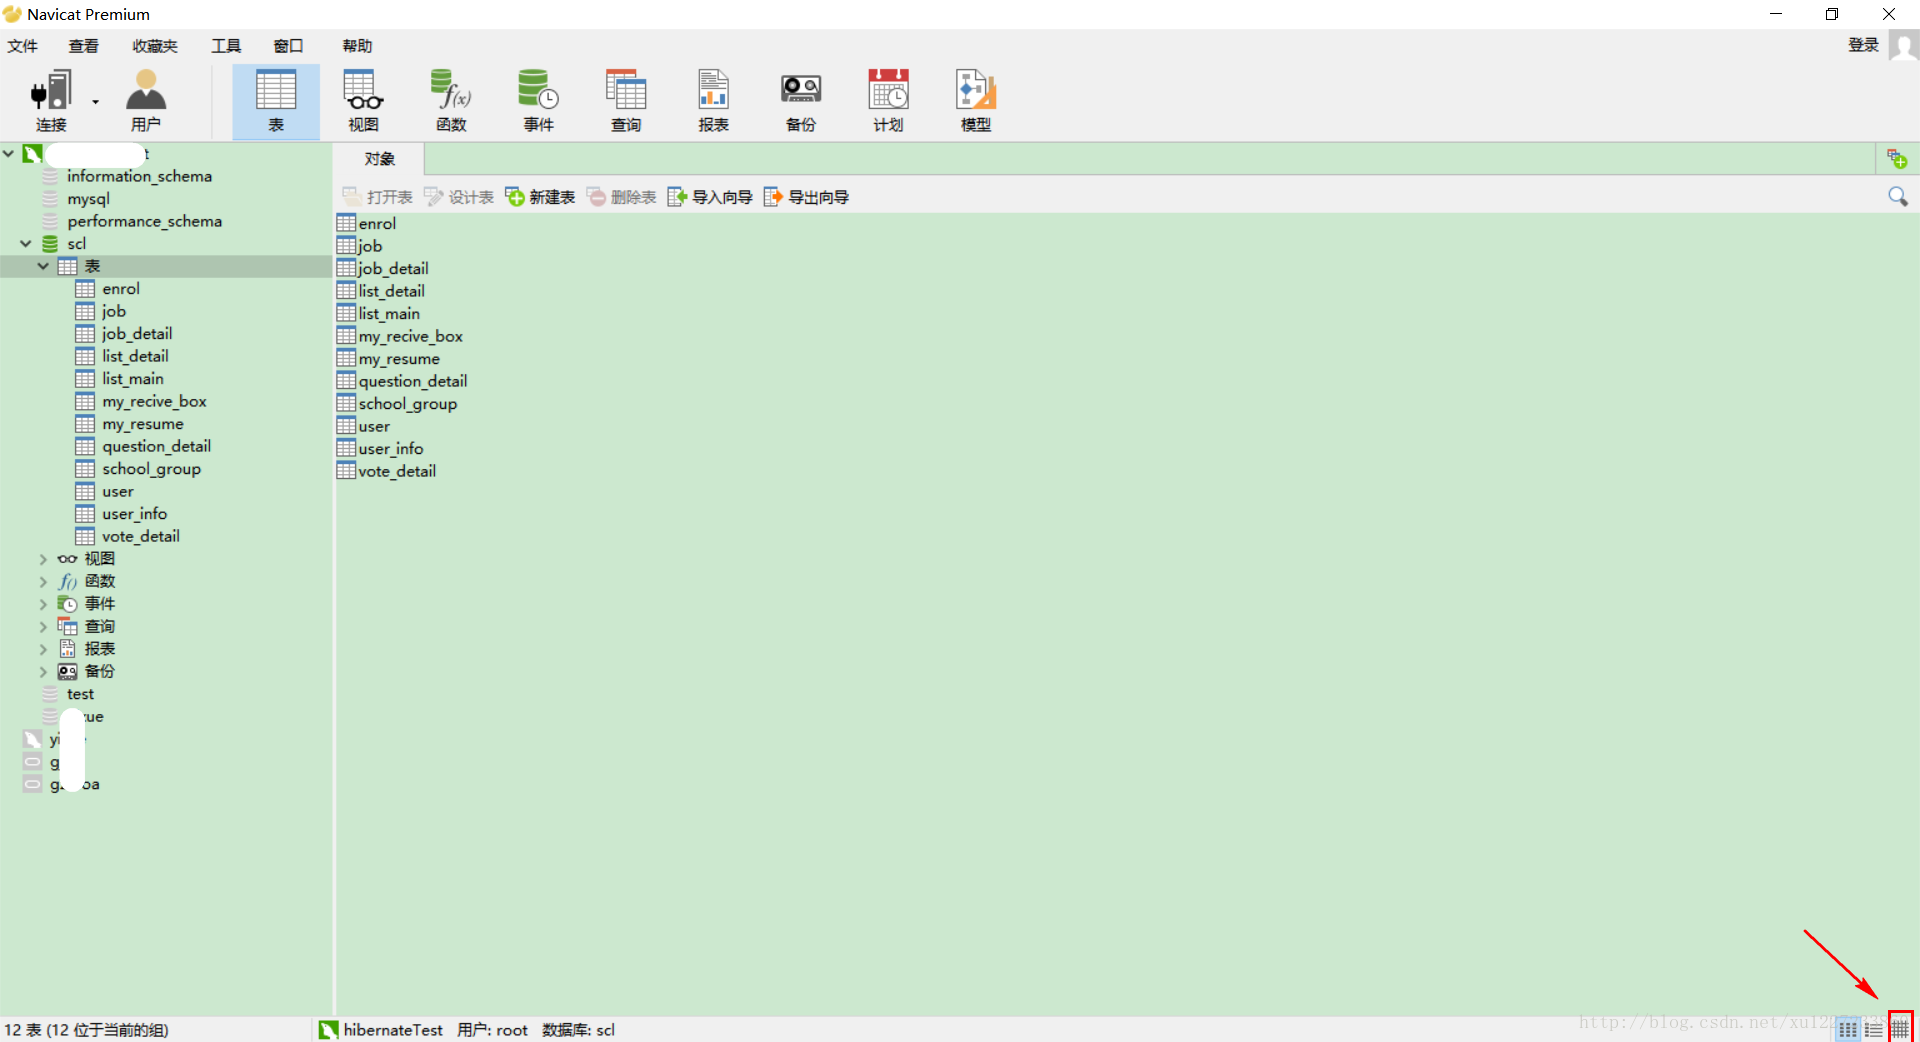 Navicat Premium
文件 查看 收藏夹 工具 窗口 帮助 登录
连接 用户 表 视图 函数 事件 查询 报表 备份 计划 模型
对象
打开表 设计表 新建表 删除表 导入向导 导出向导
t
information_schema
mysql
performance_schema
scl
表
enrol
job
job_detail
list_detail
list_main
my_recive_box
my_resume
question_detail
school_group
user
user_info
vote_detail
视图
函数
事件
查询
报表
备份
test
ue
yi
g
g oa
enrol
job
job_detail
list_detail
list_main
my_recive_box
my_resume
question_detail
school_group
user
user_info
vote_detail
12 表 (12 位于当前的组) hibernateTest 用户: root 数据库: scl
http://blog.csdn.net/xu12